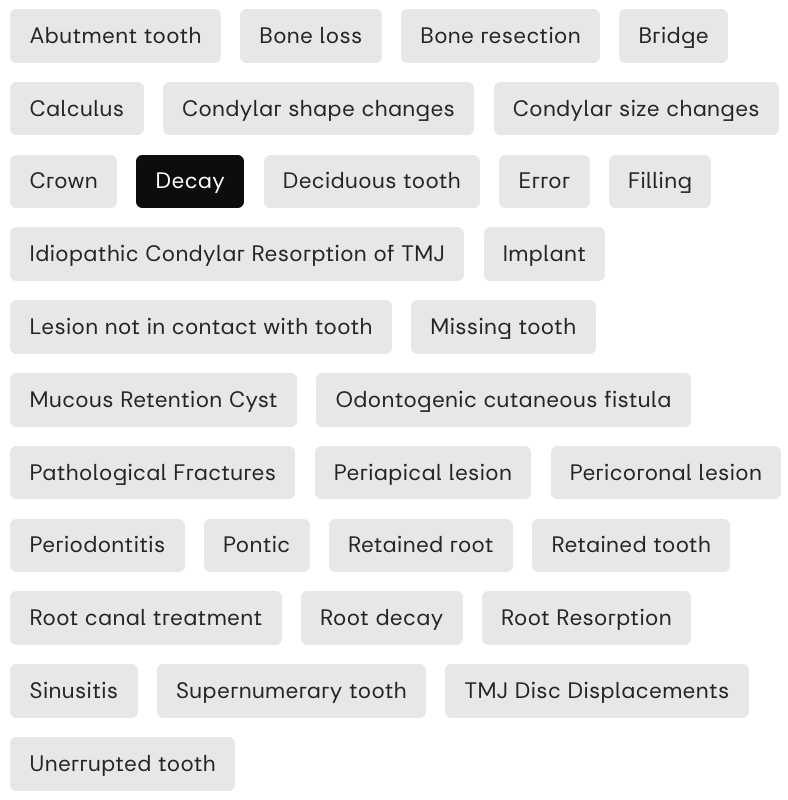 Abutment tooth Bone loss Bone resection Bridge
Calculus Condylar shape changes Condylar size changes
Crown Decay Deciduous tooth Error Filling
Idiopathic Condylar Resorption of TMJ Implant
Lesion not in contact with tooth Missing tooth
Mucous Retention Cyst Odontogenic cutaneous fistula
Pathological Fractures Periapical lesion Pericoronal lesion
Periodontitis Pontic Retained root Retained tooth
Root canal treatment Root decay Root Resorption
Sinusitis Supernumerary tooth TMJ Disc Displacements
Unerrupted tooth